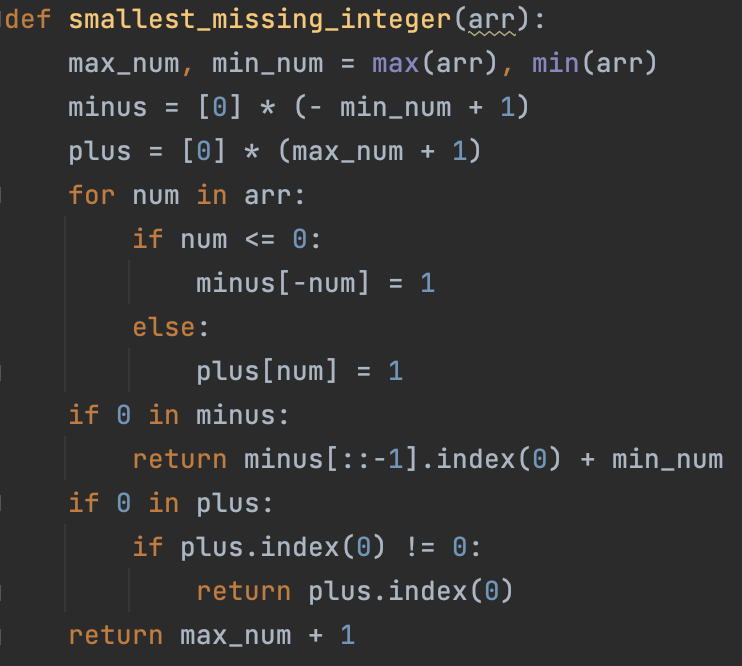 def smallest_missing_integer(arr):
    max_num, min_num = max(arr), min(arr)
    minus = [0] * (- min_num + 1)
    plus = [0] * (max_num + 1)
    for num in arr:
        if num <= 0:
            minus[-num] = 1
        else:
            plus[num] = 1
    if 0 in minus:
        return minus[::-1].index(0) + min_num
    if 0 in plus:
        if plus.index(0) != 0:
            return plus.index(0)
    return max_num + 1